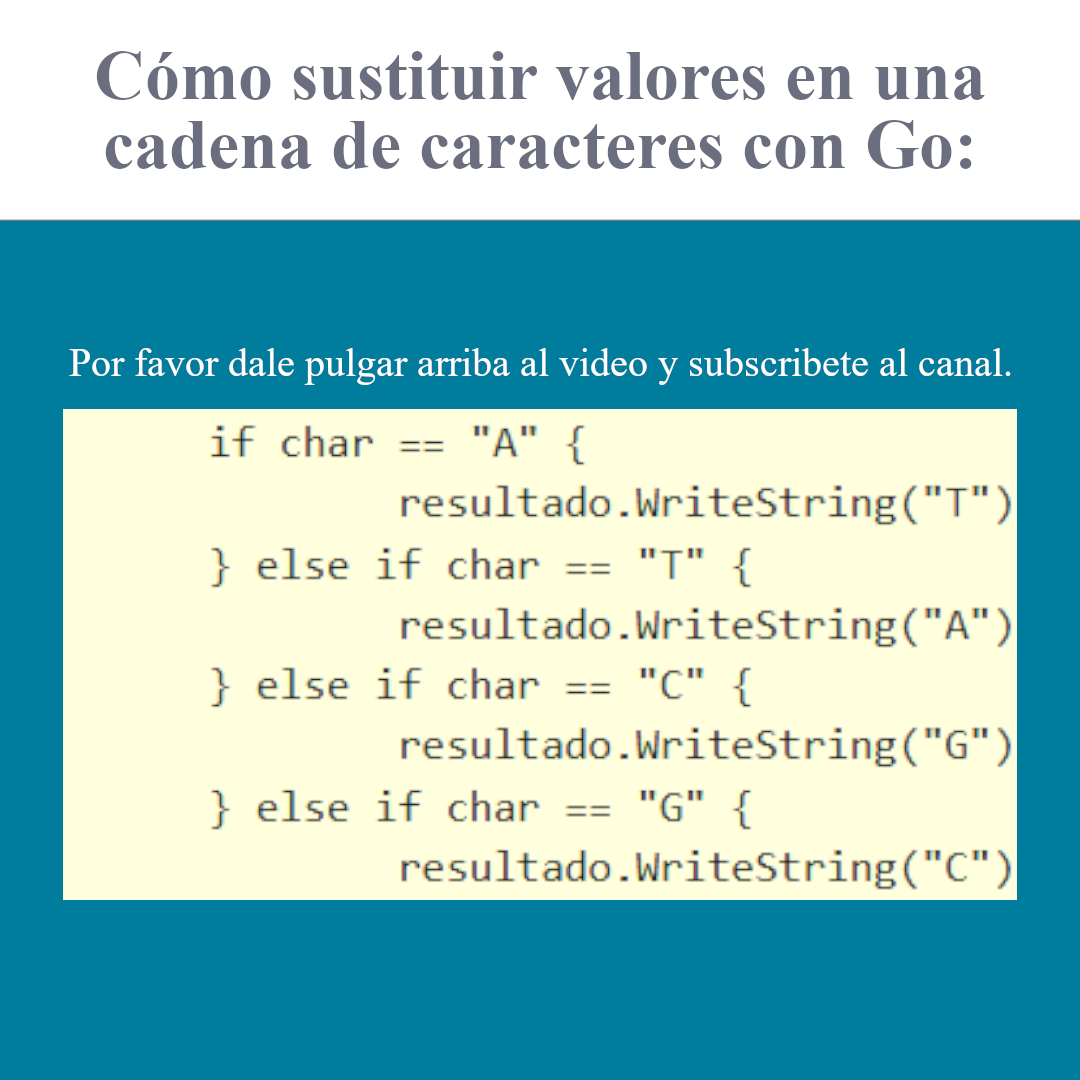 Cómo sustituir valores en una
cadena de caracteres con Go:
Por favor dale pulgar arriba al video y subscribete al canal.
if char == "A" {
resultado.WriteString("T")
} else if char == "T" {
resultado.WriteString("A")
} else if char == "C" {
resultado.WriteString("G")
} else if char == "G" {
resultado.WriteString("C")